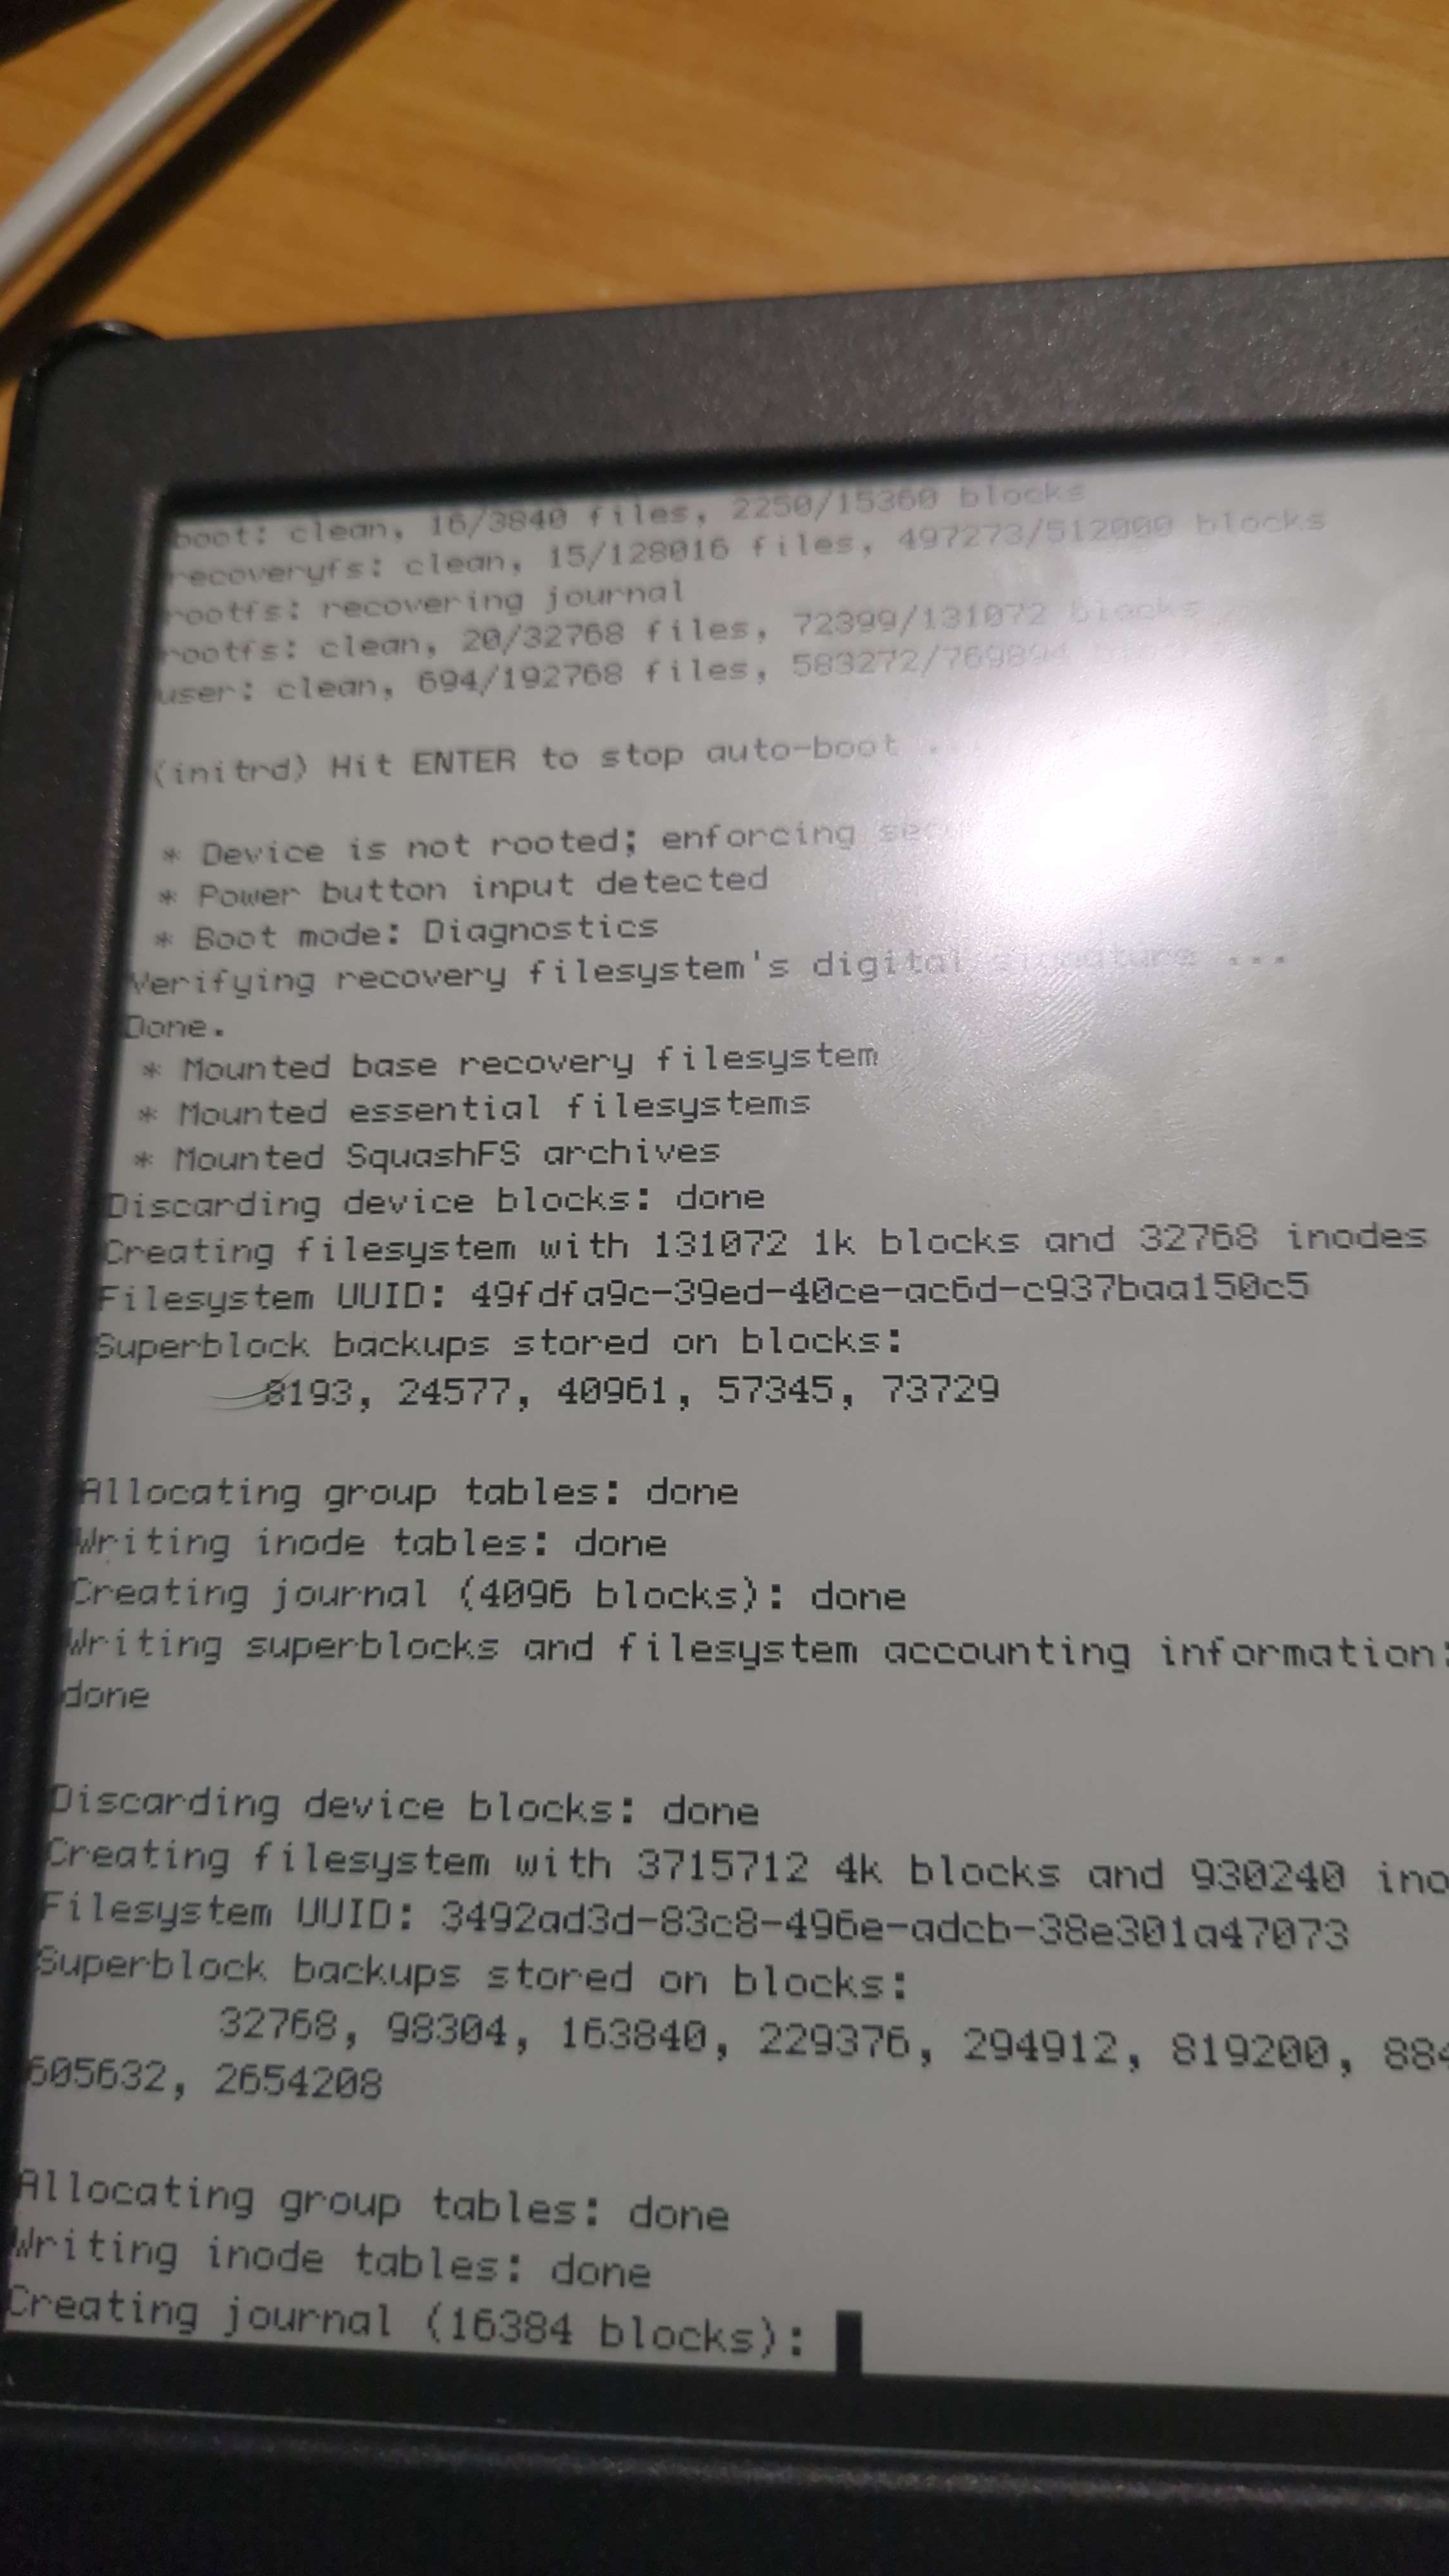 boot: clean, 16/3840 files, 2250/15360 blocks
recoveryfs: clean, 15/128016 files, 497273/512000 blocks
rootfs: recovering journal
rootfs: clean, 20/32768 files, 72399/131072 blocks
user: clean, 694/192768 files, 583272/769894
(initrd) Hit ENTER to stop auto-boot ...
* Device is not rooted; enforcing
* Power button input detected
* Boot mode: Diagnostics
Verifying recovery filesystem's digital signature ...
Done.
* Mounted base recovery filesystem
* Mounted essential filesystems
* Mounted SquashFS archives
Discarding device blocks: done
Creating filesystem with 131072 1k blocks and 32768 inodes
Filesystem UUID: 49fdfa9c-39ed-40ce-ac6d-c937baa150c5
Superblock backups stored on blocks:
8193, 24577, 40961, 57345, 73729
Allocating group tables: done
Writing inode tables: done
Creating journal (4096 blocks): done
Writing superblocks and filesystem accounting information:
done
Discarding device blocks: done
Creating filesystem with 3715712 4k blocks and 930240 ino
Filesystem UUID: 3492ad3d-83c8-496e-adcb-38e301a47073
Superblock backups stored on blocks:
32768, 98304, 163840, 229376, 294912, 819200, 884
605632, 2654208
Allocating group tables: done
Writing inode tables: done
Creating journal (16384 blocks):